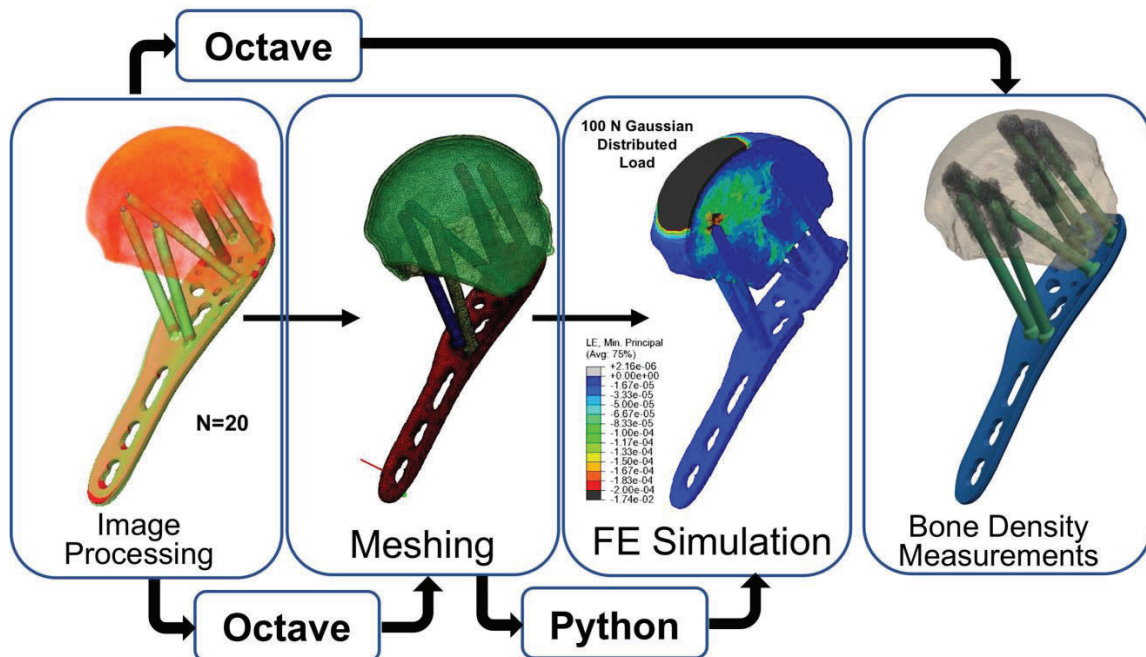 Octave
N=20
Image
Processing
Meshing
100 N Gaussian
Distributed
Load
LE, Min. Principal
(Avg: 75%)
+2.16e-06
+0.00e+00
-1.67e-05
-3.33e-05
-5.00e-05
-6.67e-05
-8.33e-05
-1.00e-04
-1.17e-04
-1.33e-04
-1.50e-04
-1.67e-04
-1.83e-04
-2.00e-04
-1.74e-02
FE Simulation
Bone Density
Measurements
Octave
Python